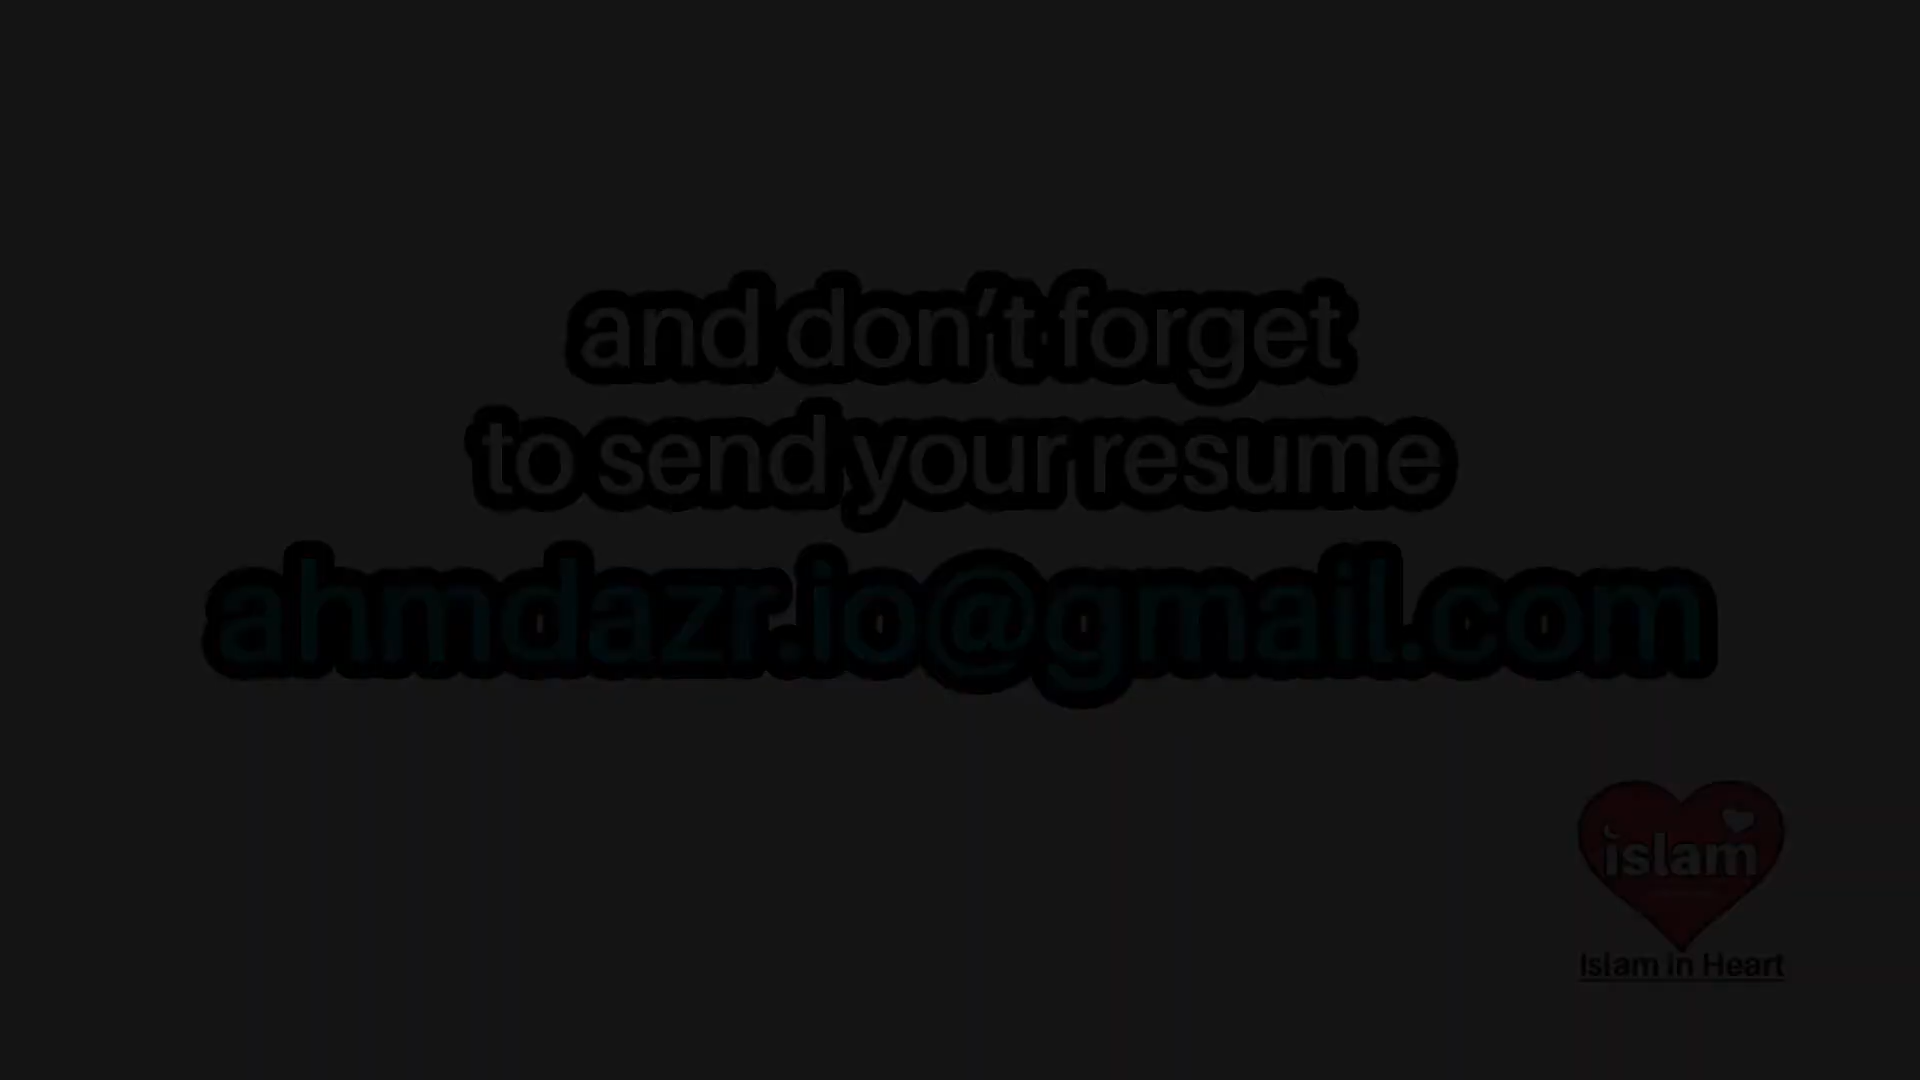 and don’t forget
to send your resume
ahmdazr.io@gmail.com
islam
Islam in Heart